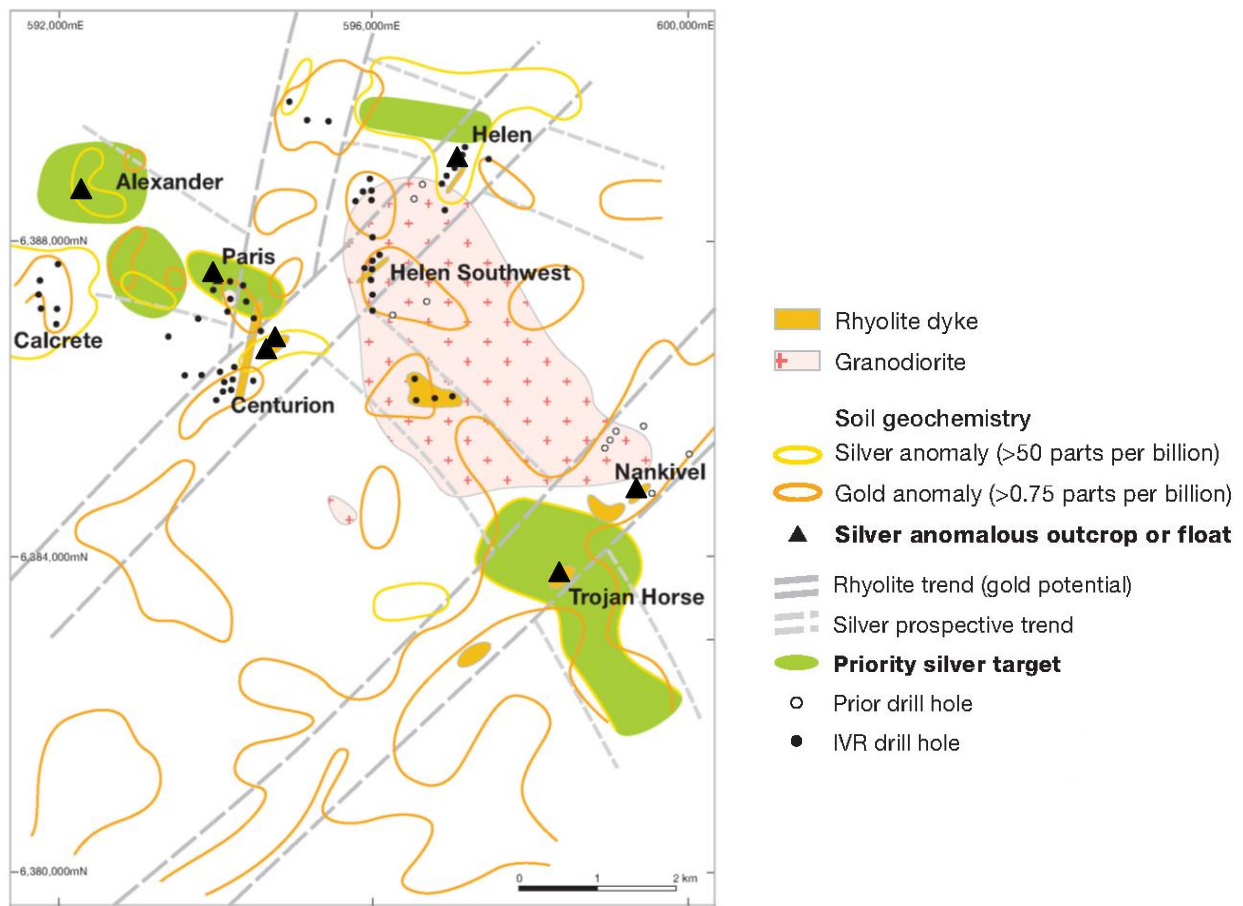 592,000mE
596,000mE
600,000mE
Helen
Alexander
6,388,000mN
Paris
Helen Southwest
Calcrete
Centurion
Nankivel
6,384,000mN
Trojan Horse
6,380,000mN
0 1 2 km
Rhyolite dyke
Granodiorite
Soil geochemistry
Silver anomaly (>50 parts per billion)
Gold anomaly (>0.75 parts per billion)
Silver anomalous outcrop or float
Rhyolite trend (gold potential)
Silver prospective trend
Priority silver target
Prior drill hole
IVR drill hole